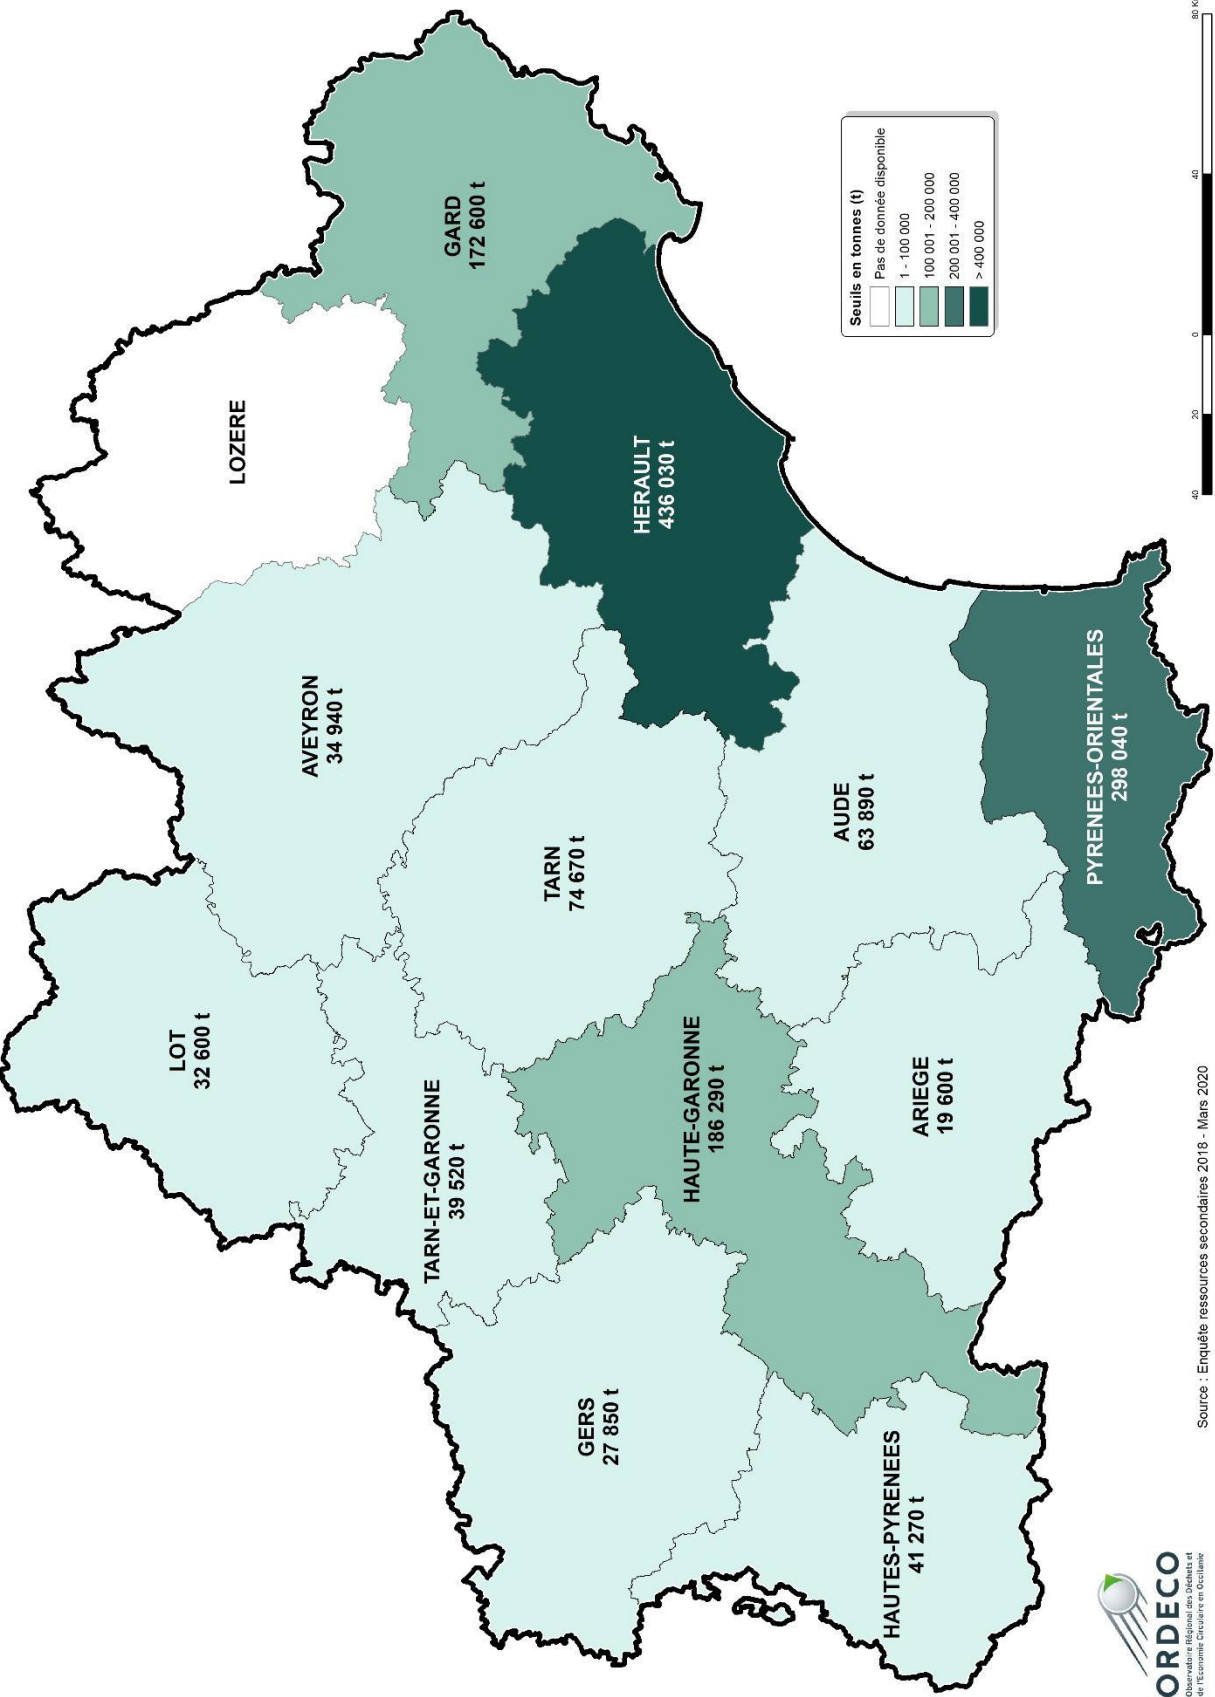 LOT
32 600 t
LOZERE
AVEYRON
34 940 t
GARD
172 600 t
TARN-ET-GARONNE
39 520 t
TARN
74 670 t
GERS
27 850 t
HERAULT
436 030 t
HAUTE-GARONNE
186 290 t
AUDE
63 890 t
HAUTES-PYRENEES
41 270 t
ARIEGE
19 600 t
PYRENEES-ORIENTALES
298 040 t
Seuils en tonnes (t)
Pas de donnée disponible
1 - 100 000
100 001 - 200 000
200 001 - 400 000
> 400 000
ORDECO
Observatoire Régional des Déchets et
de l'Economie Circulaire en Occitanie
Source : Enquête ressources secondaires 2018 - Mars 2020
40 20 0 40 80 K